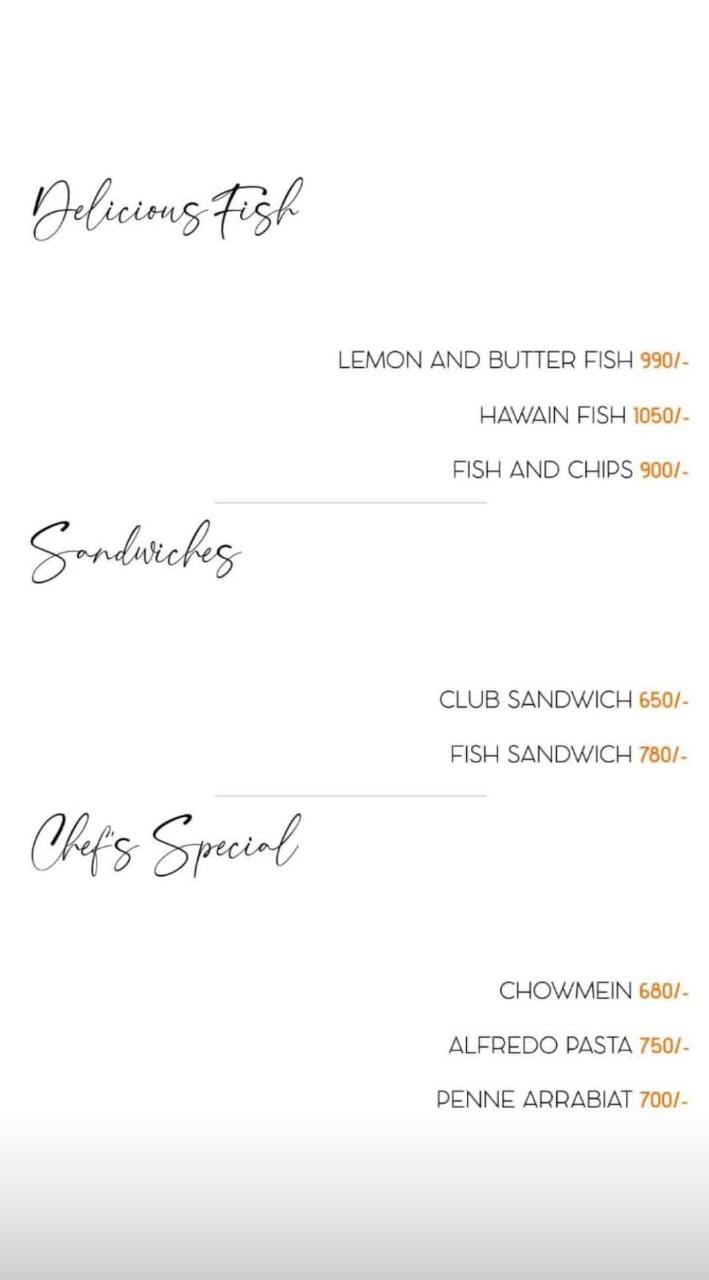 Delicious Fish
LEMON AND BUTTER FISH 990/-
HAWAIN FISH 1050/-
FISH AND CHIPS 900/-
Sandwiches
CLUB SANDWICH 650/-
FISH SANDWICH 780/-
Chef's Special
CHOWMEIN 680/-
ALFREDO PASTA 750/-
PENNE ARRABIAT 700/-